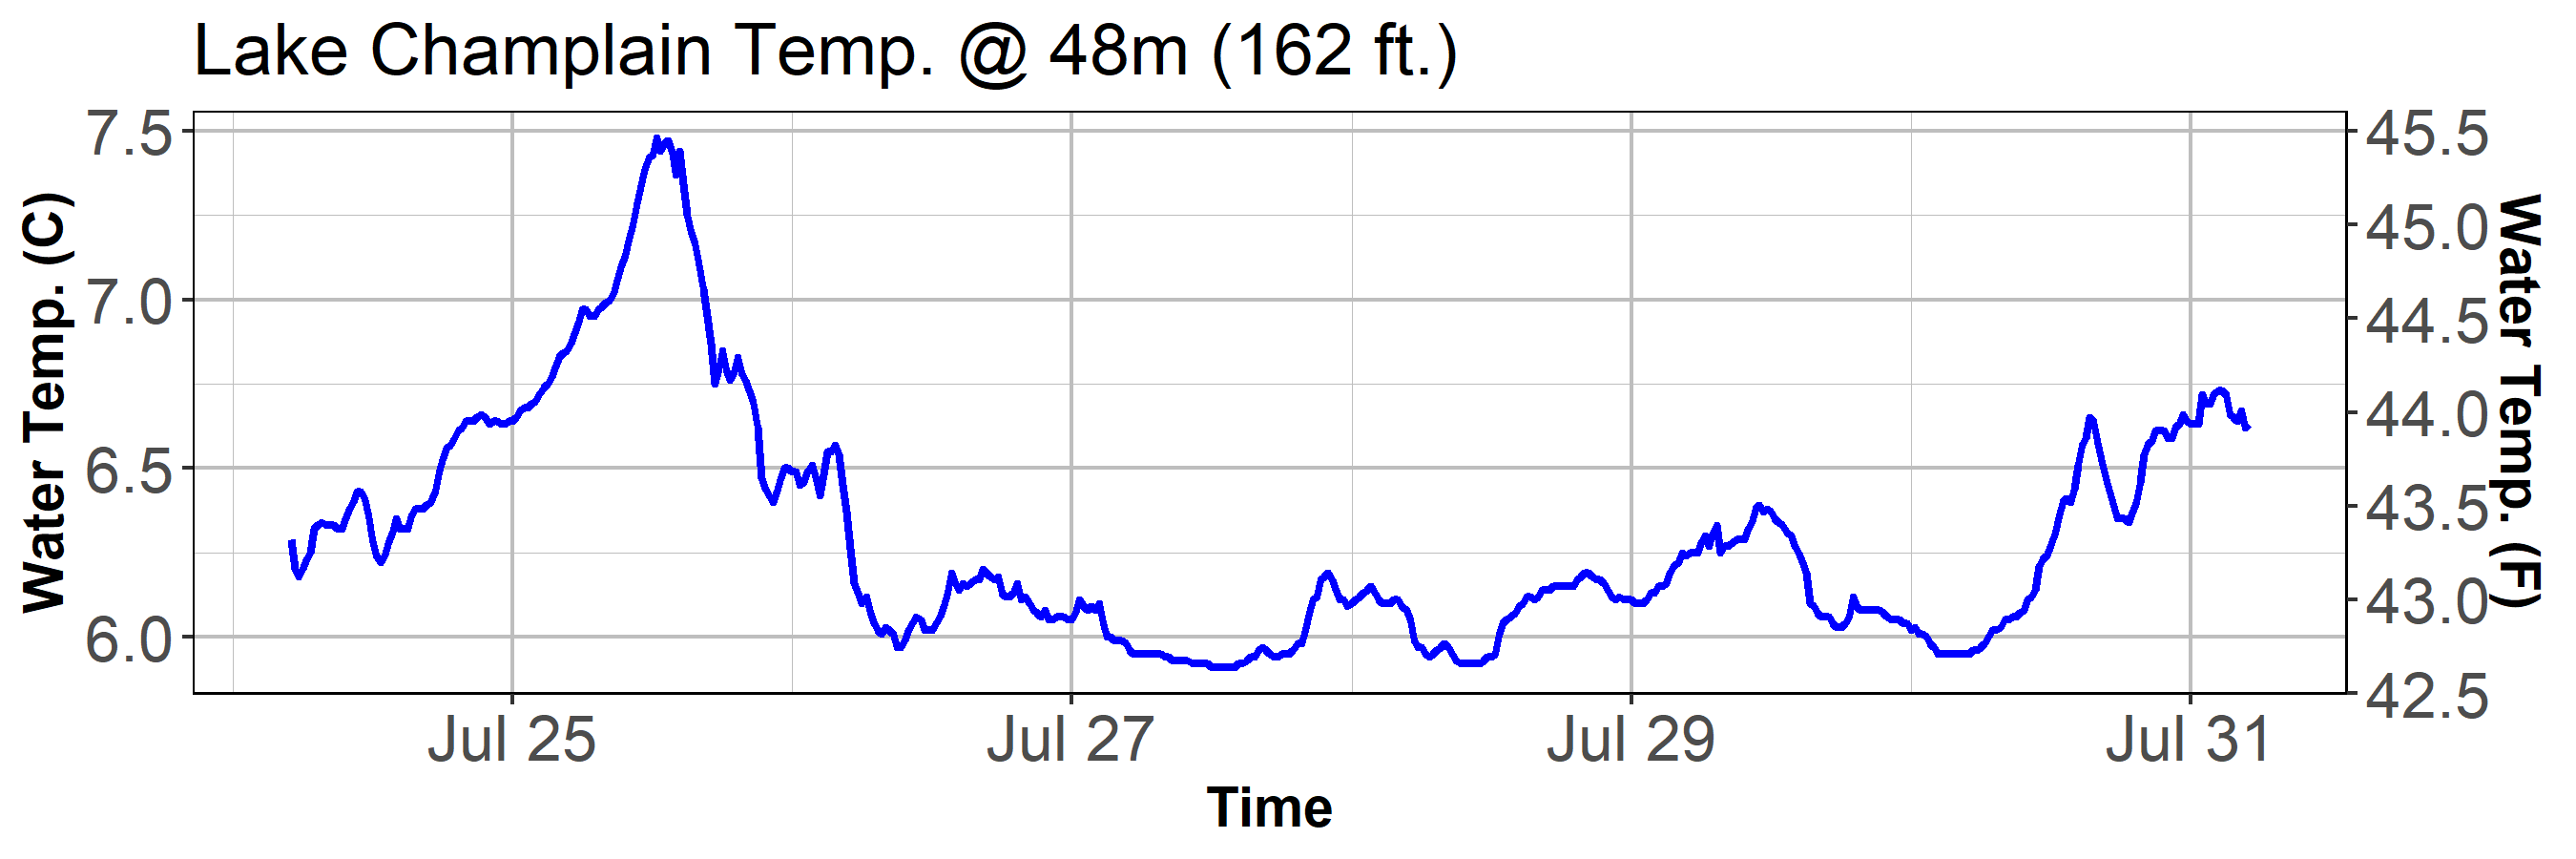 Lake Champlain Temp. @ 48m (162 ft.)
7.5
7.0
6.5
6.0
Water Temp. (C)
45.5
45.0
44.5
44.0
43.5
43.0
42.5
Water Temp. (F)
Jul 25
Jul 27
Jul 29
Jul 31
Time